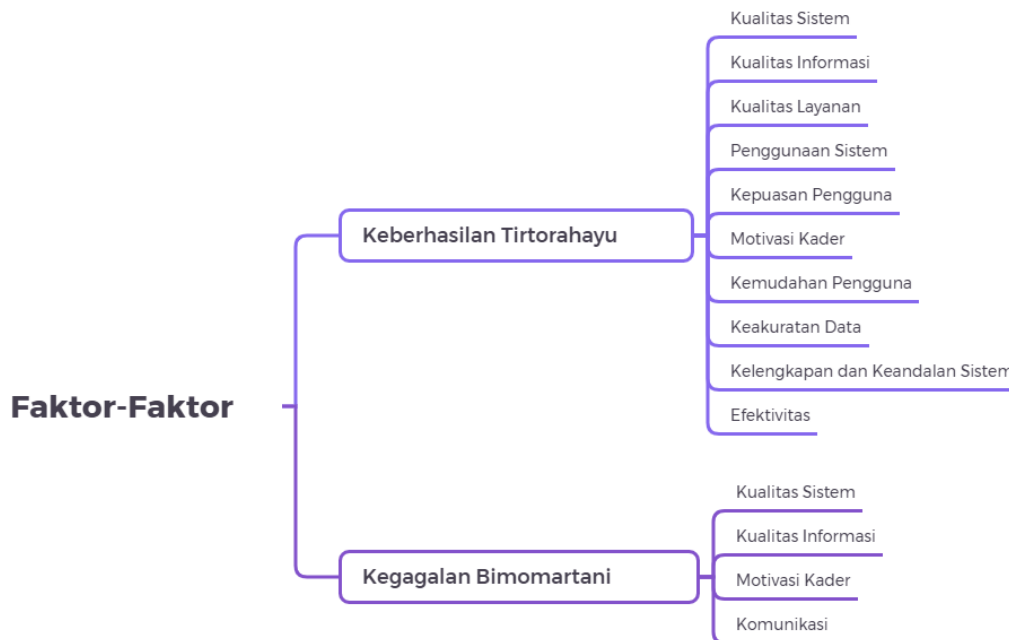 Faktor-Faktor
Keberhasilan Tirtorahayu
Kualitas Sistem
Kualitas Informasi
Kualitas Layanan
Penggunaan Sistem
Kepuasan Pengguna
Motivasi Kader
Kemudahan Pengguna
Keakuratan Data
Kelengkapan dan Keandalan Sistem
Efektivitas
Kegagalan Bimomartani
Kualitas Sistem
Kualitas Informasi
Motivasi Kader
Komunikasi